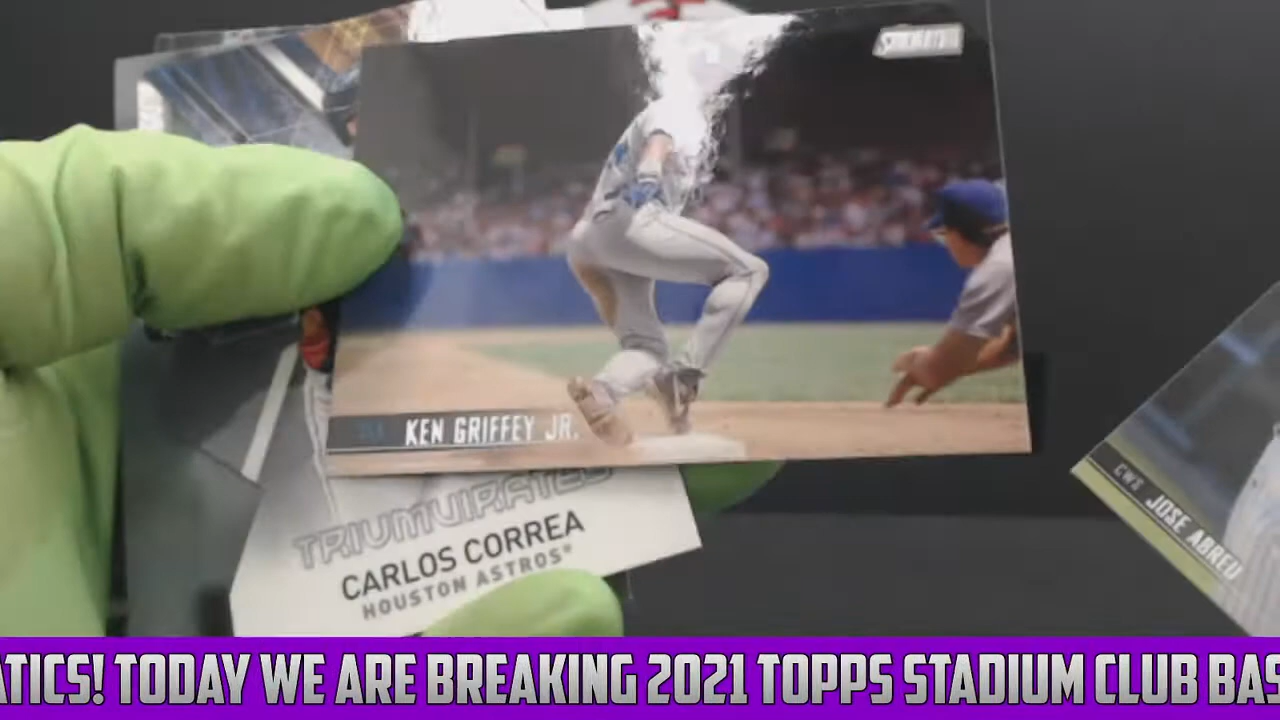 KEN GRIFFEY JR.
TRIUMVIRATES
CARLOS CORREA
HOUSTON ASTROS®
CWS JOSE ABREU
ATICS! TODAY WE ARE BREAKING 2021 TOPPS STADIUM CLUB BAS